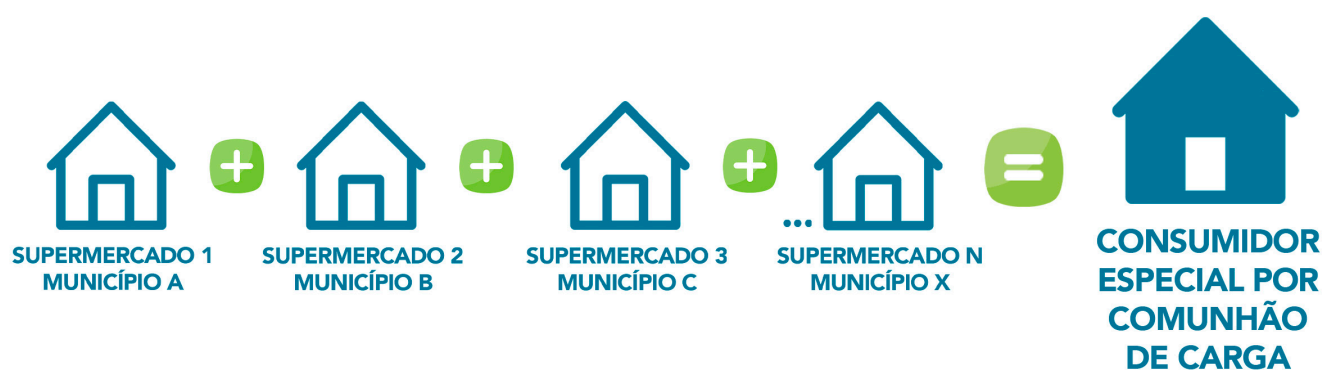 SUPERMERCADO 1
MUNICÍPIO A
SUPERMERCADO 2
MUNICÍPIO B
SUPERMERCADO 3
MUNICÍPIO C
...
SUPERMERCADO N
MUNICÍPIO X
CONSUMIDOR
ESPECIAL POR
COMUNHÃO
DE CARGA